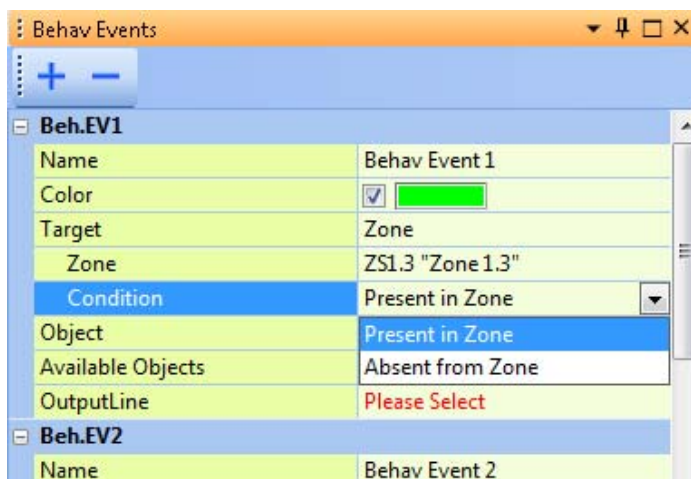 Behav Events
Beh.EV1
Name Behav Event 1
Color
Target Zone
Zone ZS1.3 "Zone 1.3"
Condition Present in Zone
Object Present in Zone
Available Objects Absent from Zone
OutputLine Please Select
Beh.EV2
Name Behav Event 2